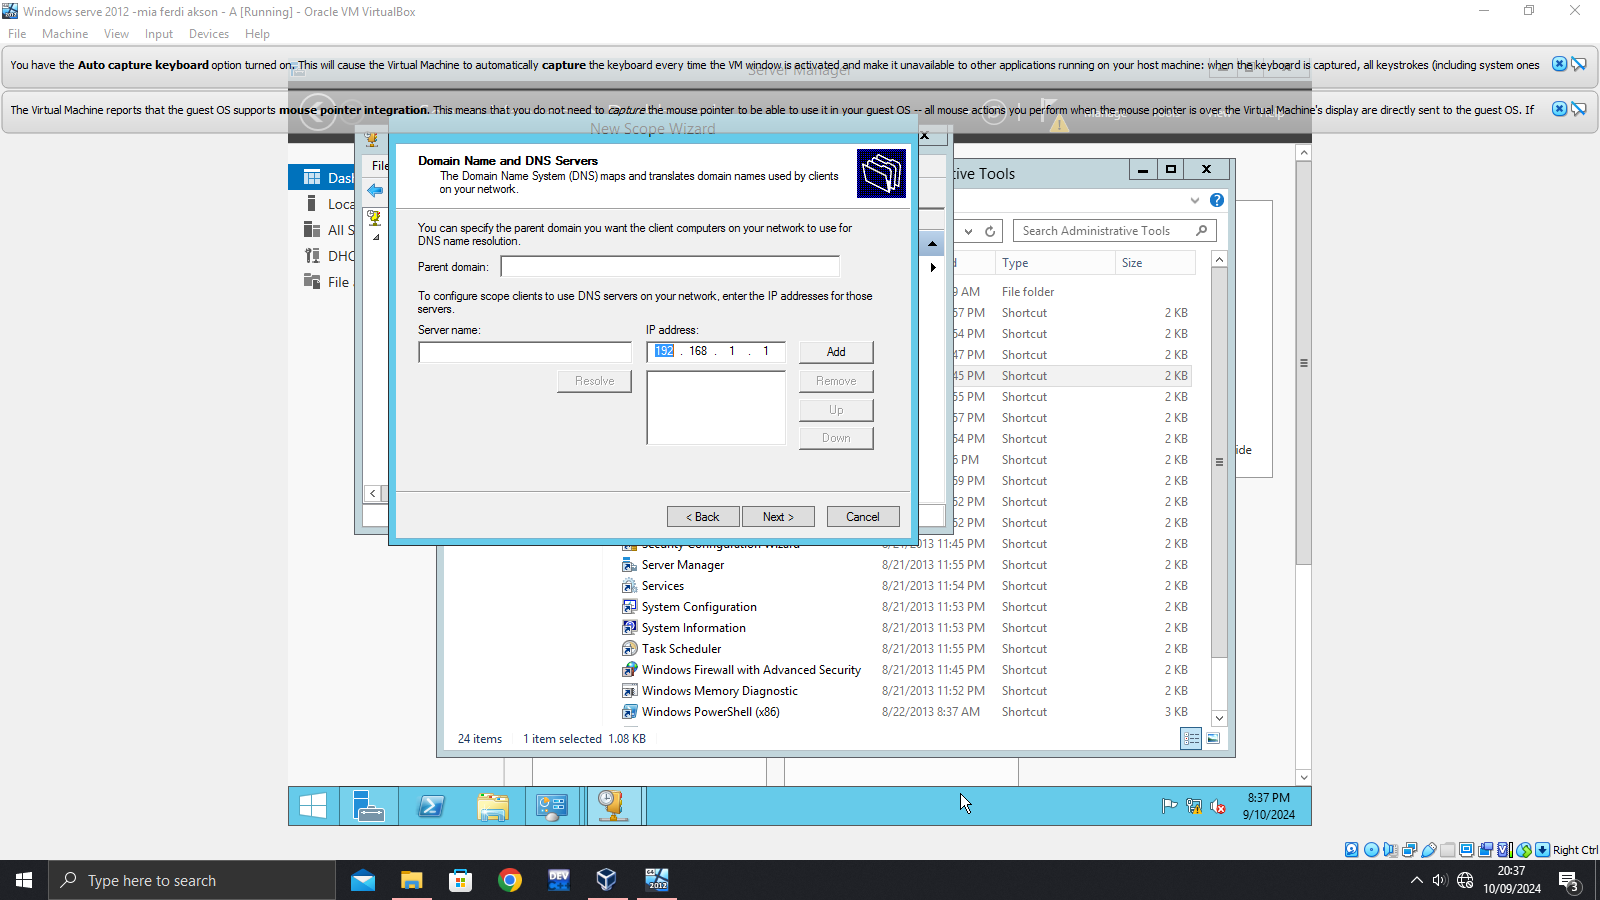 Windows serve 2012 -mia ferdi akson - A [Running] - Oracle VM VirtualBox
File Machine View Input Devices Help
You have the Auto capture keyboard option turned on. This will cause the Virtual Machine to automatically capture the keyboard every time the VM window is activated and make it unavailable to other applications running on your host machine: when the keyboard is captured, all keystrokes (including system ones
Server Manager
The Virtual Machine reports that the guest OS supports mouse pointer integration. This means that you do not need to capture the mouse pointer to be able to use it in your guest OS -- all mouse actions you perform when the mouse pointer is over the Virtual Machine's display are directly sent to the guest OS. If
New Scope Wizard
File
Domain Name and DNS Servers
The Domain Name System (DNS) maps and translates domain names used by clients
on your network.
Dash
Loca
All S
DHC
File
You can specify the parent domain you want the client computers on your network to use for
DNS name resolution.
Parent domain:
To configure scope clients to use DNS servers on your network, enter the IP addresses for those
servers.
Server name:
IP address:
192 . 168 . 1 . 1
Add
Resolve
Remove
Up
Down
< Back
Next >
Cancel
ive Tools
Search Administrative Tools
d Type Size
9 AM File folder
57 PM Shortcut 2 KB
54 PM Shortcut 2 KB
47 PM Shortcut 2 KB
45 PM Shortcut 2 KB
55 PM Shortcut 2 KB
57 PM Shortcut 2 KB
54 PM Shortcut 2 KB
5 PM Shortcut 2 KB
59 PM Shortcut 2 KB
52 PM Shortcut 2 KB
52 PM Shortcut 2 KB
Security Configuration Wizard 8/21/2013 11:45 PM Shortcut 2 KB
Server Manager 8/21/2013 11:55 PM Shortcut 2 KB
Services 8/21/2013 11:54 PM Shortcut 2 KB
System Configuration 8/21/2013 11:53 PM Shortcut 2 KB
System Information 8/21/2013 11:53 PM Shortcut 2 KB
Task Scheduler 8/21/2013 11:55 PM Shortcut 2 KB
Windows Firewall with Advanced Security 8/21/2013 11:45 PM Shortcut 2 KB
Windows Memory Diagnostic 8/21/2013 11:52 PM Shortcut 2 KB
Windows PowerShell (x86) 8/22/2013 8:37 AM Shortcut 3 KB
ide
24 items 1 item selected 1.08 KB
8:37 PM
9/10/2024
Right Ctrl
Type here to search
DEV
2012
20:37
10/09/2024
3